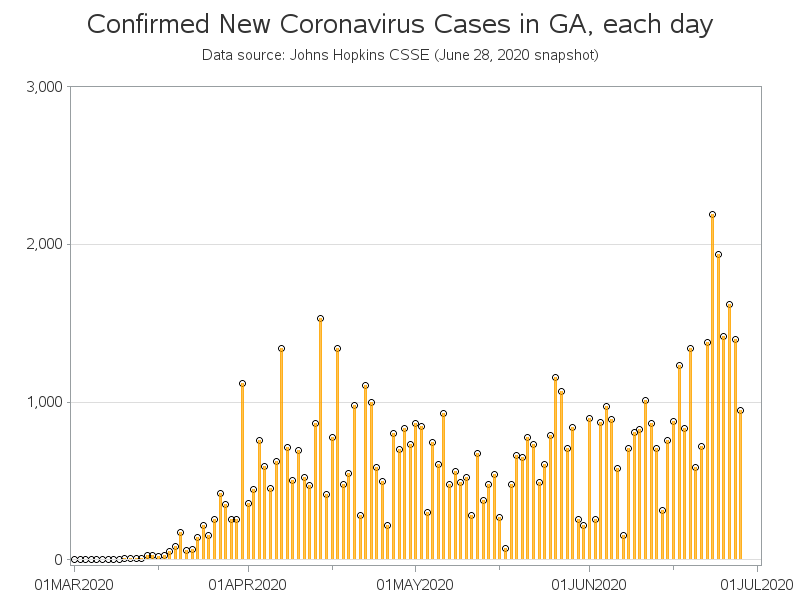 Confirmed New Coronavirus Cases in GA, each day
Data source: Johns Hopkins CSSE (June 28, 2020 snapshot)
3,000
2,000
1,000
0
01MAR2020 01APR2020 01MAY2020 01JUN2020 01JUL2020